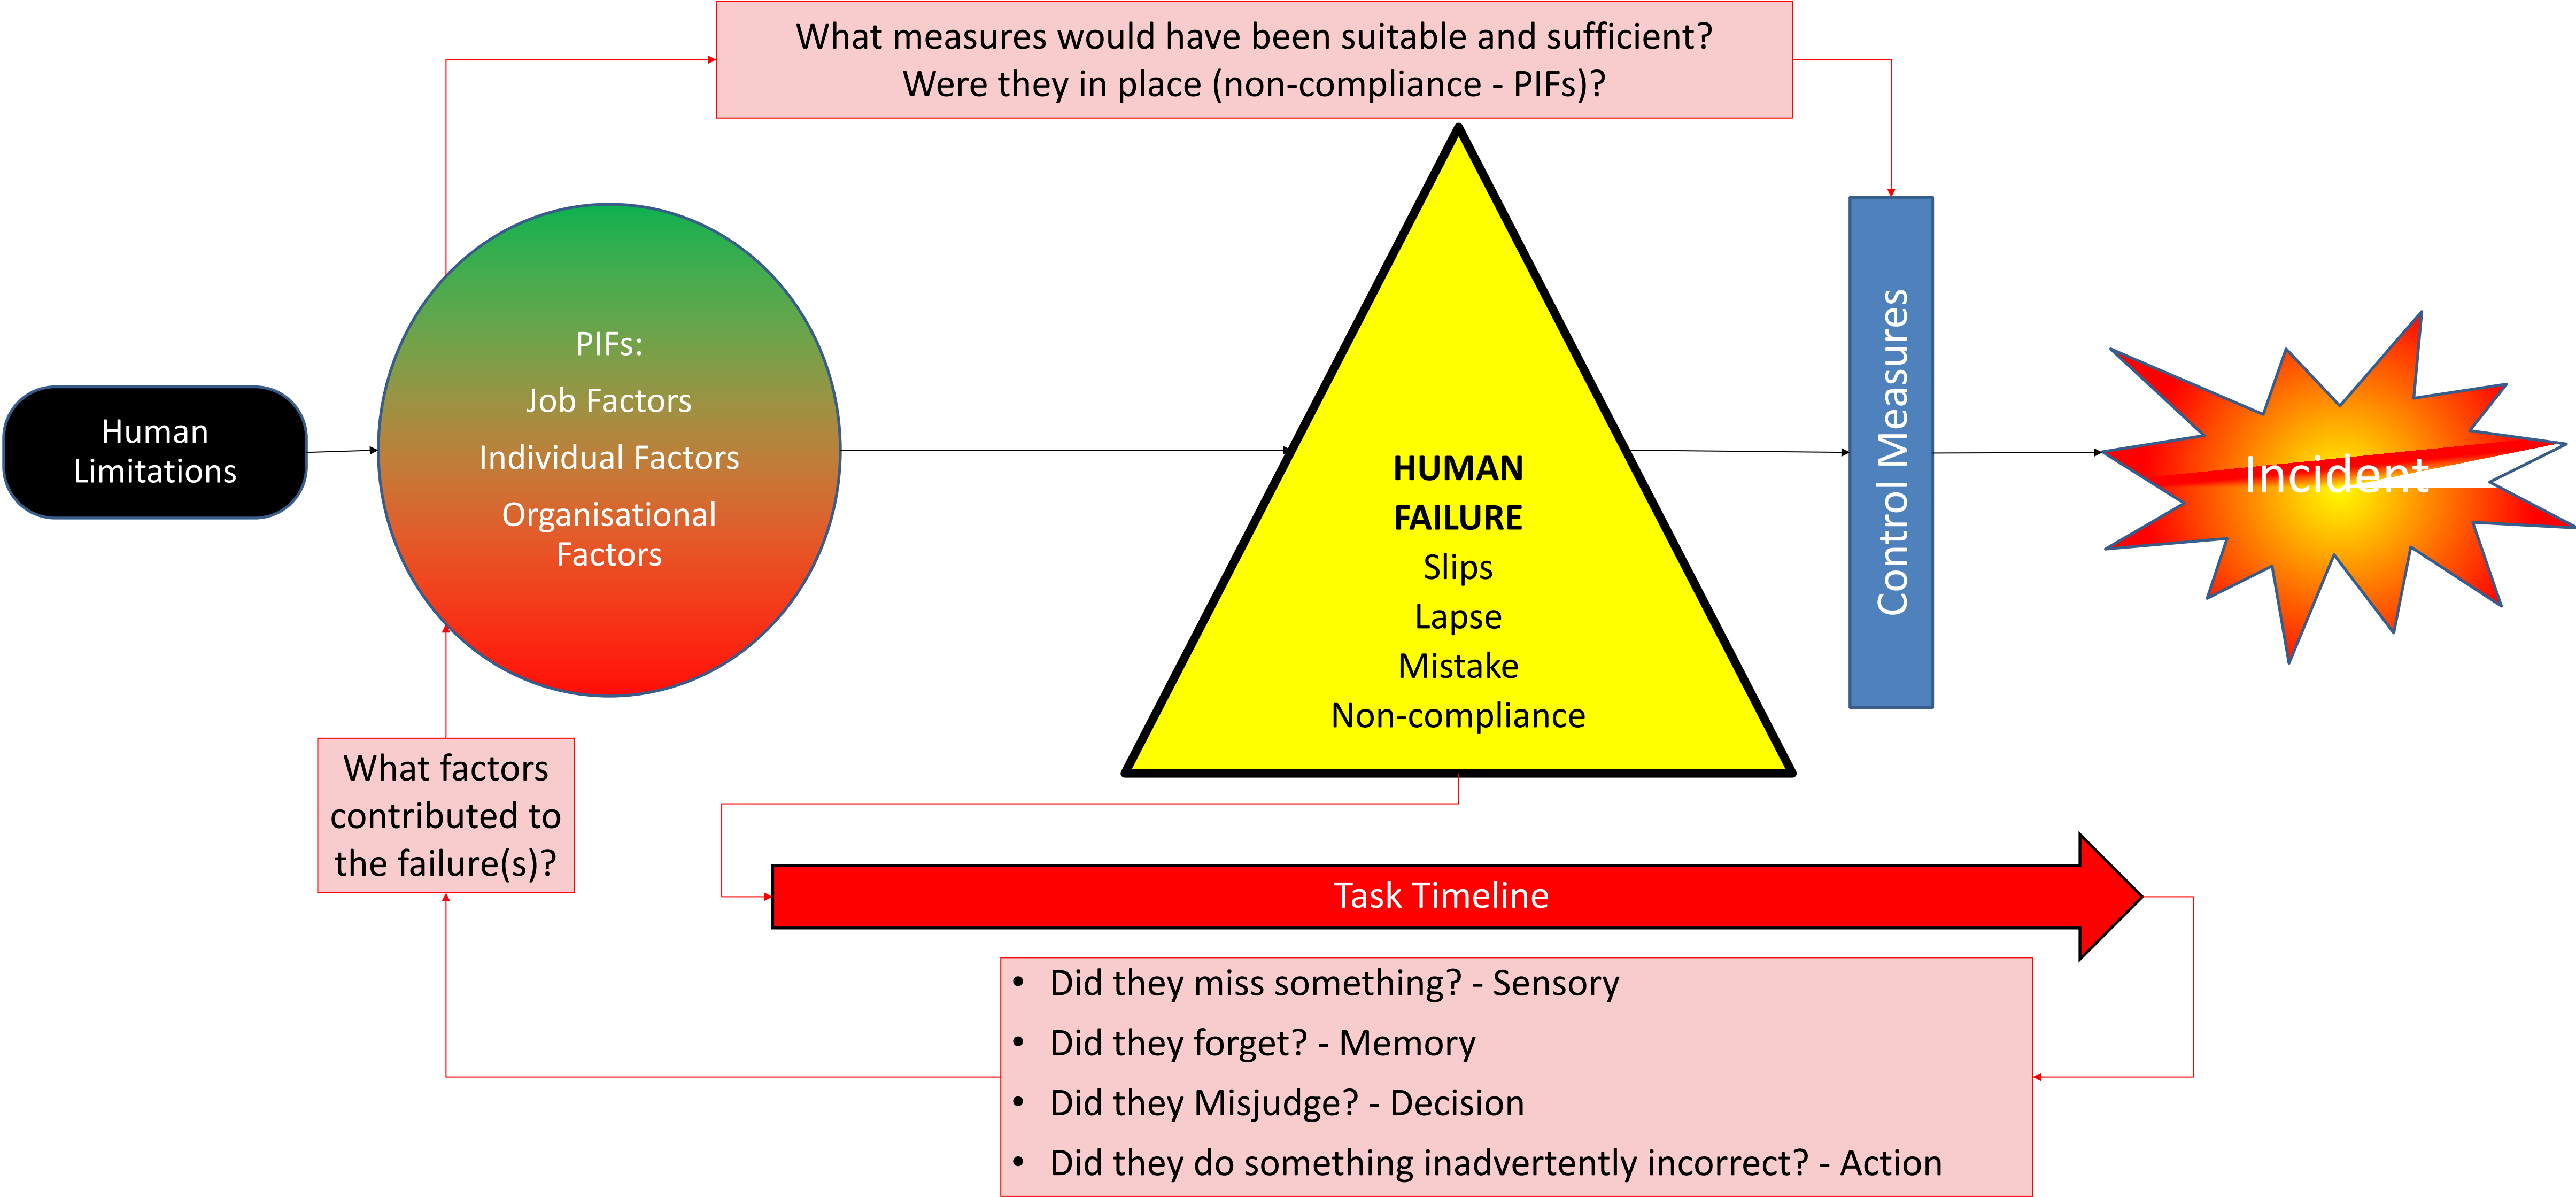 What measures would have been suitable and sufficient?
Were they in place (non-compliance - PIFs)?
Human
Limitations
PIFs:
Job Factors
Individual Factors
Organisational
Factors
HUMAN
FAILURE
Slips
Lapse
Mistake
Non-compliance
Control Measures
Incident
What factors
contributed to
the failure(s)?
Task Timeline
• Did they miss something? - Sensory
• Did they forget? - Memory
• Did they Misjudge? - Decision
• Did they do something inadvertently incorrect? - Action